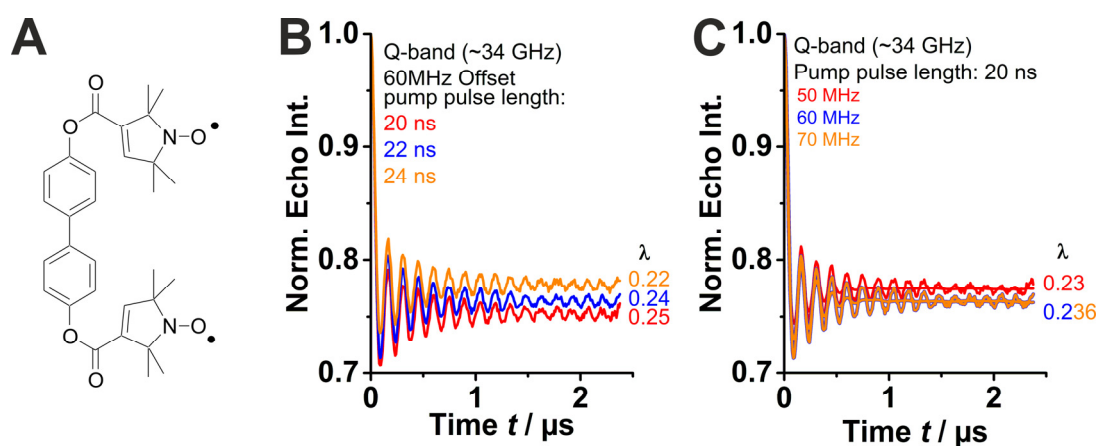 A
O
O
N–O•
O
O
N–O•
B
Norm. Echo Int.
1.0
0.9
0.8
0.7
Q-band (~34 GHz)
60MHz Offset
pump pulse length:
20 ns
22 ns
24 ns
λ
0.22
0.24
0.25
0
1
2
Time t / µs
C
Norm. Echo Int.
1.0
0.9
0.8
0.7
Q-band (~34 GHz)
Pump pulse length: 20 ns
50 MHz
60 MHz
70 MHz
λ
0.23
0.236
0
1
2
Time t / µs